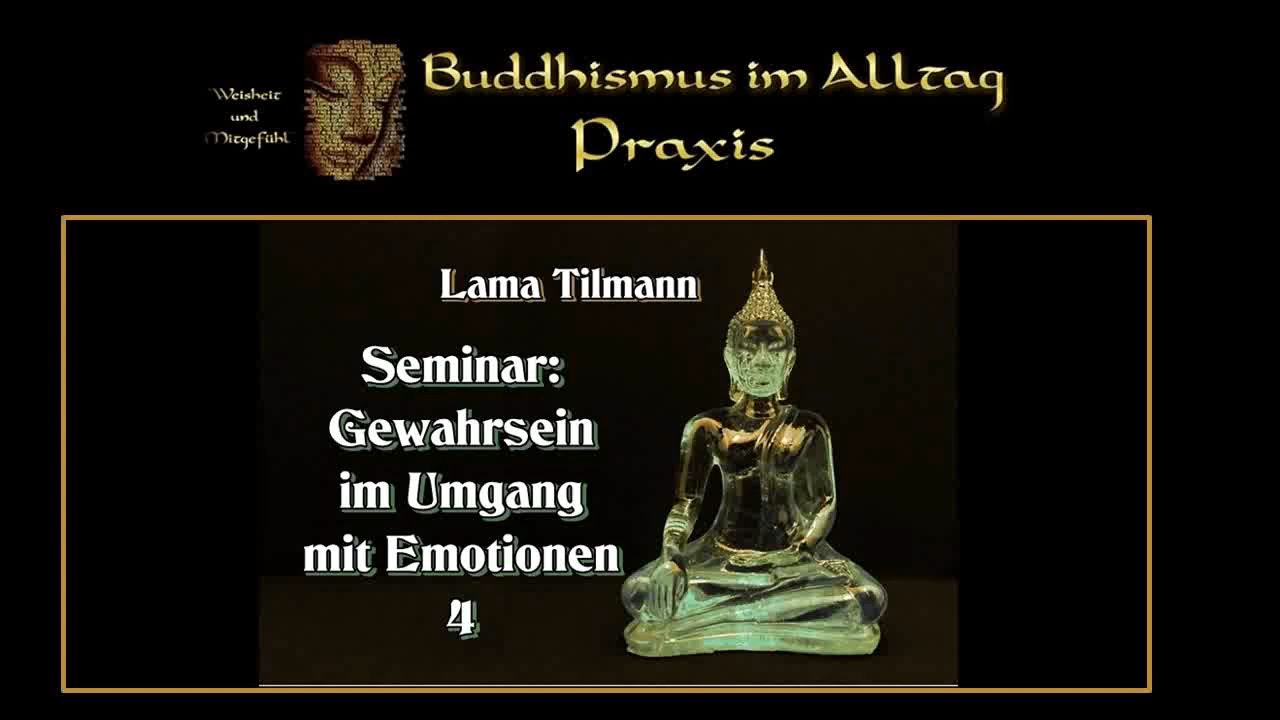 Weisheit
und
Mitgefühl
Buddhismus im Alltag
Praxis
Lama Tilmann
Seminar:
Gewahrsein
im Umgang
mit Emotionen
4